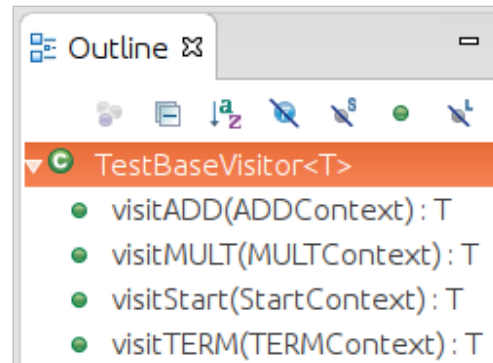 Outline
a
z
S
L
C
TestBaseVisitor<T>
visitADD(ADDContext) : T
visitMULT(MULTContext) : T
visitStart(StartContext) : T
visitTERM(TERMContext) : T